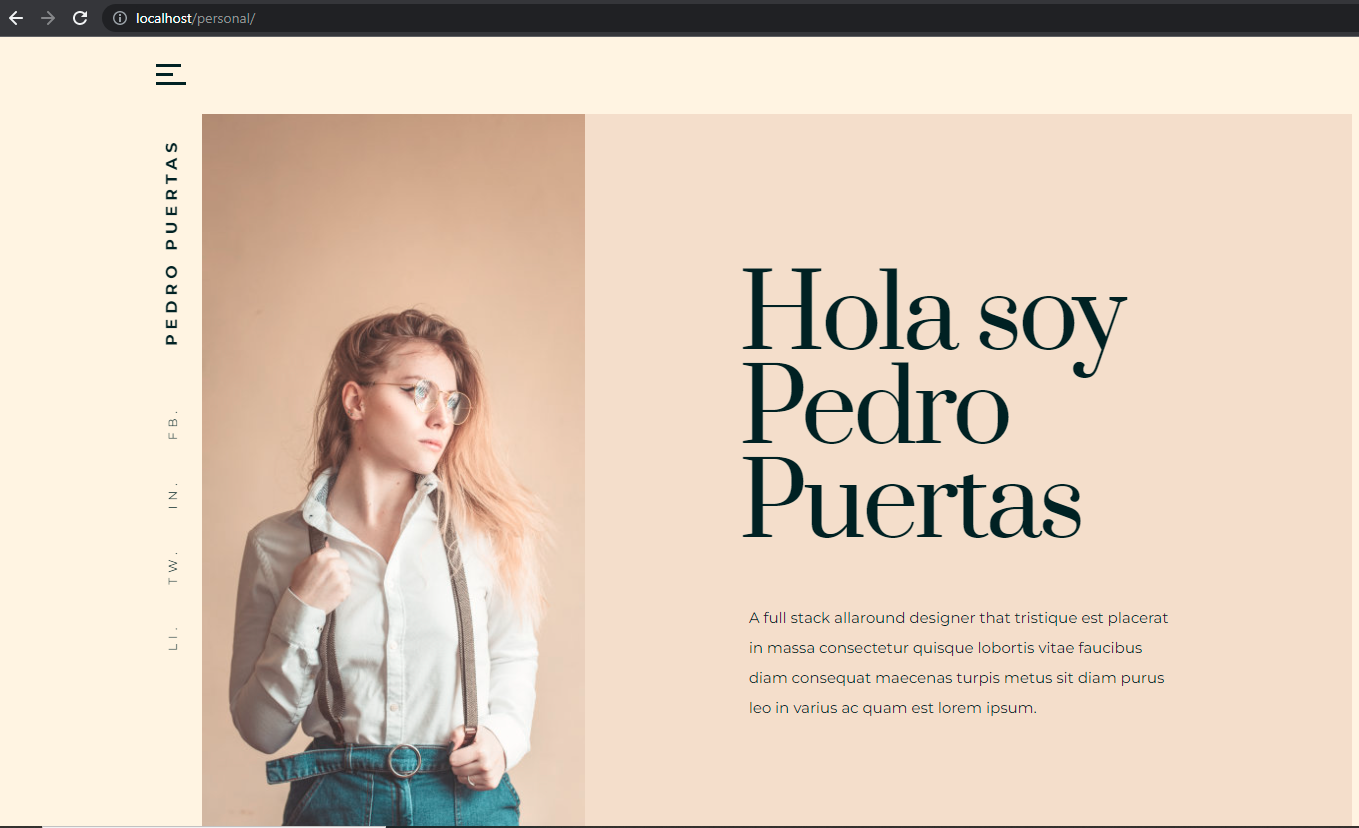 localhost/personal/
PEDRO PUERTAS
FB.
IN.
TW.
LI.
Hola soy
Pedro
Puertas
A full stack allaround designer that tristique est placerat
in massa consectetur quisque lobortis vitae faucibus
diam consequat maecenas turpis metus sit diam purus
leo in varius ac quam est lorem ipsum.